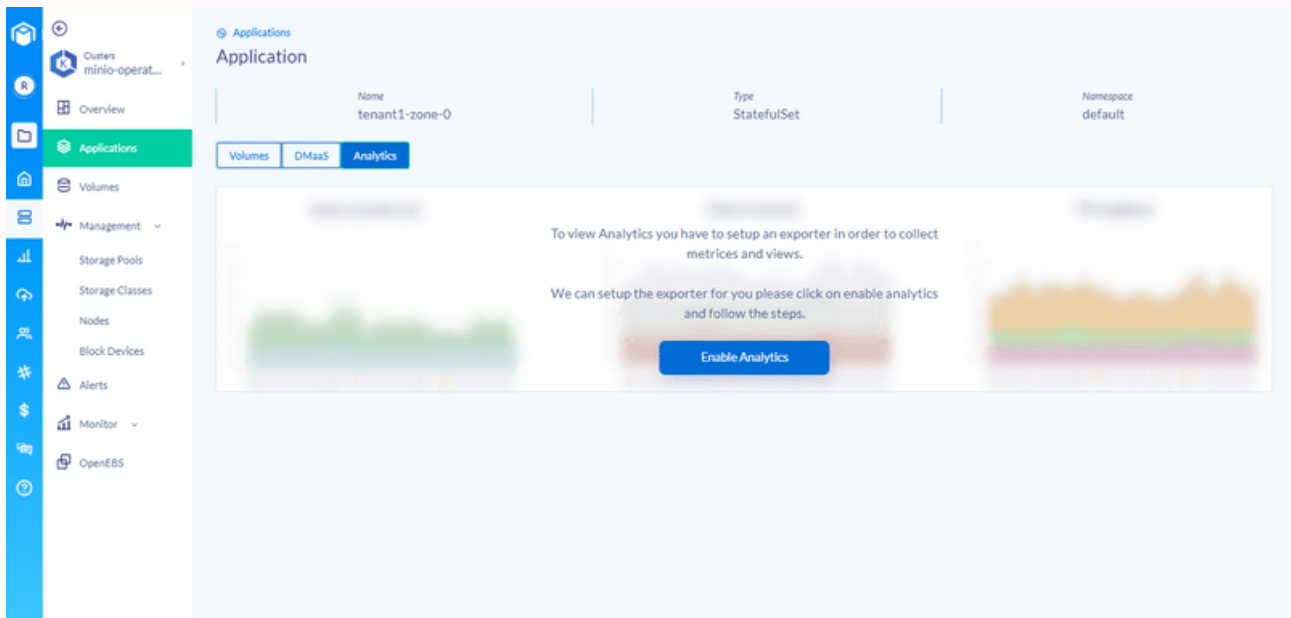 Clusters
minio-operat...
Overview
Applications
Volumes
Management
Storage Pools
Storage Classes
Nodes
Block Devices
Alerts
Monitor
OpenEBS
R
K
Applications
Application
Name
tenant1-zone-0
Type
StatefulSet
Namespace
default
Volumes
DMaaS
Analytics
To view Analytics you have to setup an exporter in order to collect
metrices and views.
We can setup the exporter for you please click on enable analytics
and follow the steps.
Enable Analytics